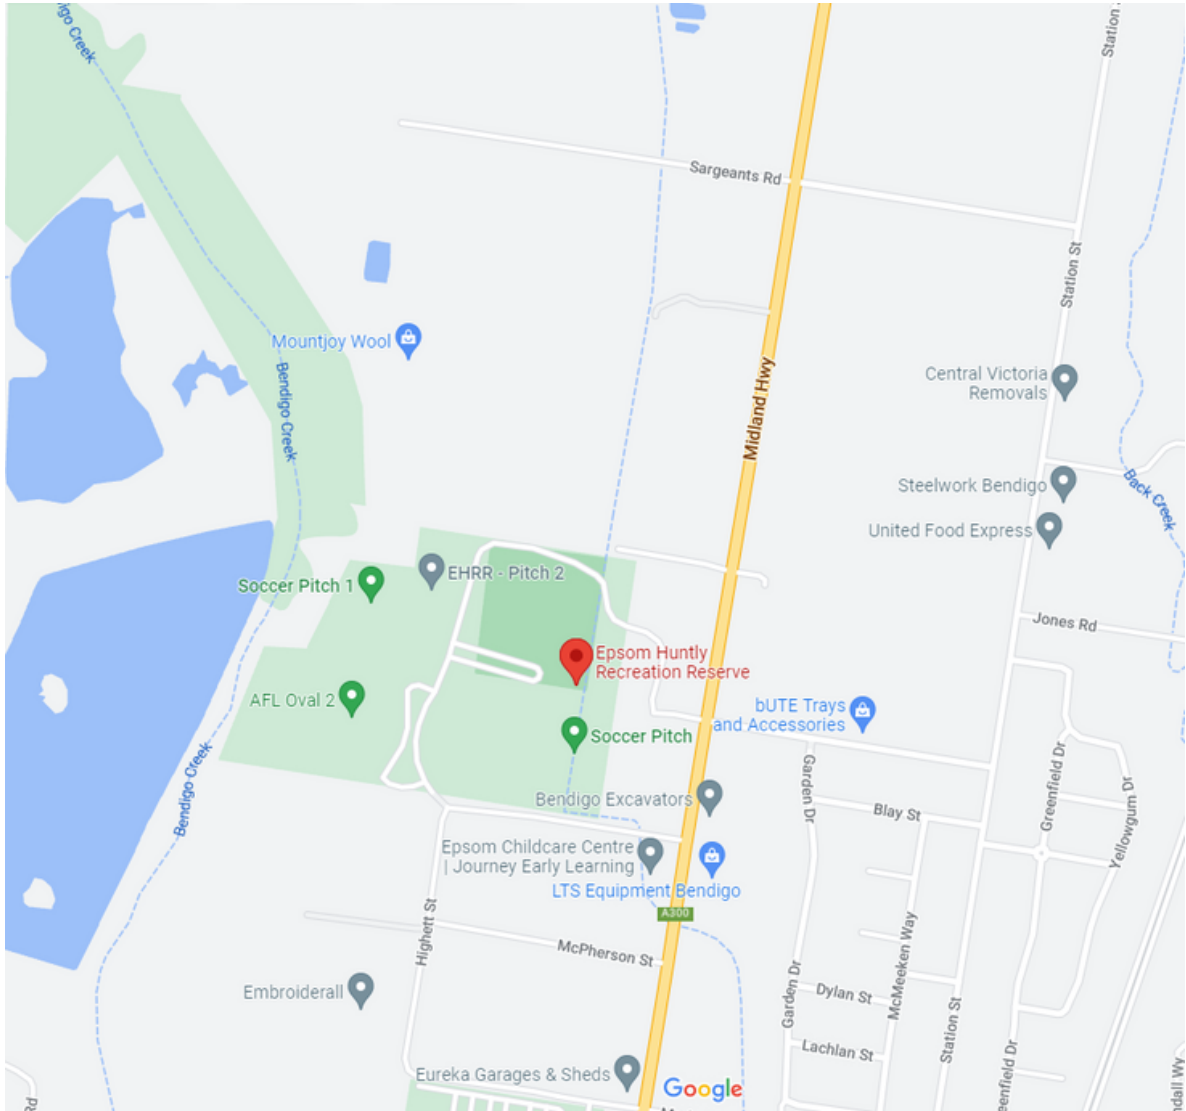 Bendigo Creek
Station
Sargeants Rd
Station St
Mountjoy Wool
Bendigo Creek
Midland Hwy
Central Victoria
Removals
Steelwork Bendigo
Back Creek
United Food Express
EHRR - Pitch 2
Soccer Pitch 1
Jones Rd
Epsom Huntly
Recreation Reserve
AFL Oval 2
bUTE Trays
and Accessories
Soccer Pitch
Bendigo Creek
Garden Dr
Greenfield Dr
Yellowgum Dr
Bendigo Excavators
Blay St
Epsom Childcare Centre
| Journey Early Learning
LTS Equipment Bendigo
A300
Highett St
McPherson St
McMeeken Way
Embroiderall
Garden Dr
Dylan St
Station St
Lachlan St
Greenfield Dr
Eureka Garages & Sheds
Google
Rd